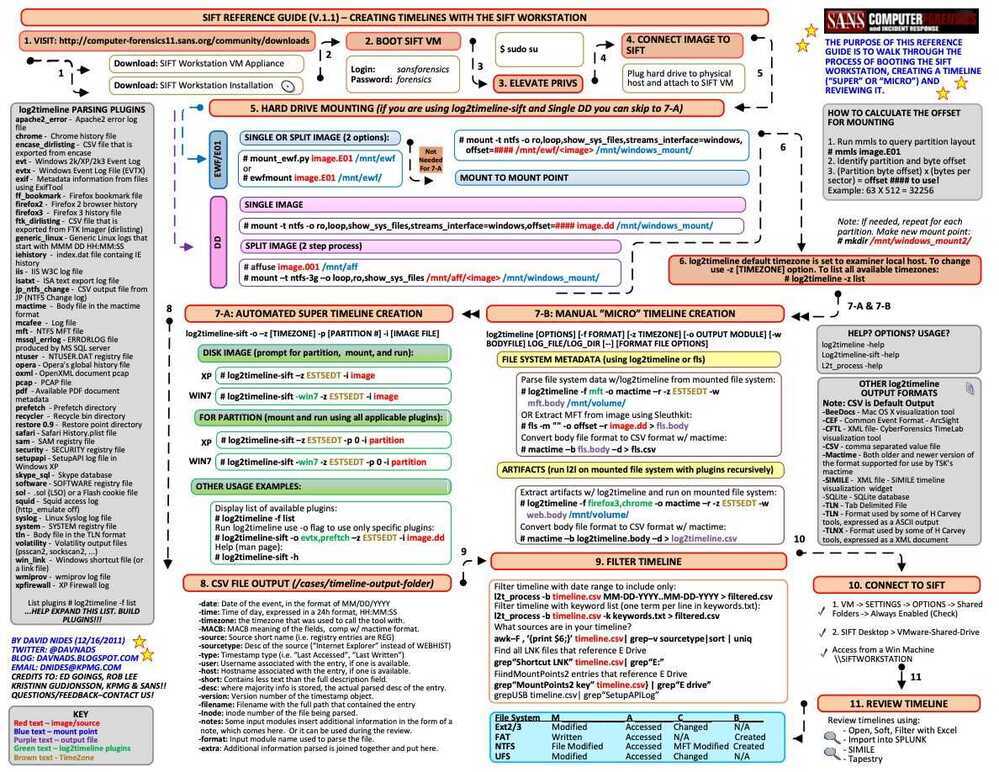 SIFT REFERENCE GUIDE (V.1.1) – CREATING TIMELINES WITH THE SIFT WORKSTATION
SANS COMPUTER FORENSICS
and INCIDENT RESPONSE
THE PURPOSE OF THIS REFERENCE
GUIDE IS TO WALK THROUGH THE
PROCESS OF BOOTING THE SIFT
WORKSTATION, CREATING A TIMELINE
("SUPER" OR "MICRO") AND
REVIEWING IT.
1. VISIT: http://computer-forensics11.sans.org/community/downloads
1
Download: SIFT Workstation VM Appliance
Download: SIFT Workstation Installation
2
2. BOOT SIFT VM
Login: sansforensics
Password: forensics
3
$ sudo su
3. ELEVATE PRIVS
4
4. CONNECT IMAGE TO
SIFT
Plug hard drive to physical
host and attach to SIFT VM
5
log2timeline PARSING PLUGINS
apache2_error - Apache2 error log
file
chrome - Chrome history file
encase_dirlisting - CSV file that is
exported from encase
evt - Windows 2k/XP/2k3 Event Log
evtx - Windows Event Log File (EVTX)
exif - Metadata information from files
using ExifTool
ff_bookmark - Firefox bookmark file
firefox2 - Firefox 2 browser history
firefox3 - Firefox 3 history file
ftk_dirlisting - CSV file that is
exported from FTK Imager (dirlisting)
generic_linux - Generic Linux logs that
start with MMM DD HH:MM:SS
iehistory - index.dat file containg IE
history
iis - IIS W3C log file
isatxt - ISA text export log file
jp_ntfs_change - CSV output file from
JP (NTFS Change log)
mactime - Body file in the mactime
format
mcafee - Log file
mft - NTFS MFT file
mssql_errlog - ERRORLOG file
produced by MS SQL server
ntuser - NTUSER.DAT registry file
opera - Opera's global history file
oxml - OpenXML document
pcap - PCAP file
pdf - Available PDF document
metadata
prefetch - Prefetch directory
recycler - Recycle bin directory
restore 0.9 - Restore point directory
safari - Safari History.plist file
sam - SAM registry file
security - SECURITY registry file
setupapi - SetupAPI log file in
Windows XP
skype_sql - Skype database
software - SOFTWARE registry file
sol - .sol (LSO) or a Flash cookie file
squid - Squid access log
(http_emulate off)
syslog - Linux Syslog log file
system - SYSTEM registry file
tln - Body file in the TLN format
volatility - Volatility output files
(psscan2, sockscan2, ...)
win_link - Windows shortcut file (or
a link file)
wmiprov - wmiprov log file
xpfirewall - XP Firewall log
List plugins # log2timeline -f list
...HELP EXPAND THIS LIST. BUILD
PLUGINS!!!
5. HARD DRIVE MOUNTING (if you are using log2timeline-sift and Single DD you can skip to 7-A)
EWF/E01
SINGLE OR SPLIT IMAGE (2 options):
# mount_ewf.py image.E01 /mnt/ewf
or
# ewfmount image.E01 /mnt/ewf/
Not
Needed
For 7-A
# mount -t ntfs -o ro,loop,show_sys_files,streams_interface=windows,
offset=#### /mnt/ewf/<image> /mnt/windows_mount/
MOUNT TO MOUNT POINT
DD
SINGLE IMAGE
# mount -t ntfs -o ro,loop,show_sys_files,streams_interface=windows,offset=#### image.dd /mnt/windows_mount/
SPLIT IMAGE (2 step process)
# affuse image.001 /mnt/aff
# mount –t ntfs-3g –o loop,ro,show_sys_files /mnt/aff/<image> /mnt/windows_mount/
6
HOW TO CALCULATE THE OFFSET
FOR MOUNTING
1. Run mmls to query partition layout
# mmls image.E01
2. Identify partition and byte offset
3. (Partition byte offset) x (bytes per
sector) = offset #### to use!
Example: 63 X 512 = 32256
Note: If needed, repeat for each
partition. Make new mount point:
# mkdir /mnt/windows_mount2/
6. log2timeline default timezone is set to examiner local host. To change
use -z [TIMEZONE] option. To list all available timezones:
# log2timeline -z list
7-A & 7-B
8
7-A: AUTOMATED SUPER TIMELINE CREATION
log2timeline-sift -o –z [TIMEZONE] -p [PARTITION #] -i [IMAGE FILE]
DISK IMAGE (prompt for partition, mount, and run):
XP # log2timeline-sift –z EST5EDT -i image
WIN7 # log2timeline-sift -win7 -z EST5EDT -i image
FOR PARTITION (mount and run using all applicable plugins):
XP # log2timeline-sift –z EST5EDT -p 0 -i partition
WIN7 # log2timeline-sift -win7 -z EST5EDT -p 0 -i partition
OTHER USAGE EXAMPLES:
Display list of available plugins:
# log2timeline -f list
Run log2timeline use -o flag to use only specific plugins:
# log2timeline-sift -o evtx,preftch –z EST5EDT -i image.dd
Help (man page):
# log2timeline-sift -h
7-B: MANUAL "MICRO" TIMELINE CREATION
log2timeline [OPTIONS] [-f FORMAT] [-z TIMEZONE] [-o OUTPUT MODULE] [-w
BODYFILE] LOG_FILE/LOG_DIR [--] [FORMAT FILE OPTIONS]
FILE SYSTEM METADATA (using log2timeline or fls)
Parse file system data w/log2timeline from mounted file system:
# log2timeline -f mft -o mactime –r –z EST5EDT -w
mft.body /mnt/volume/
OR Extract MFT from image using Sleuthkit:
# fls -m "" -o offset –r image.dd > fls.body
Convert body file format to CSV format w/ mactime:
# mactime –b fls.body -d > fls.csv
ARTIFACTS (run l2l on mounted file system with plugins recursively)
Extract artifacts w/ log2timeline and run on mounted file system:
# log2timeline -f firefox3,chrome -o mactime –r -z EST5EDT –w
web.body /mnt/volume/
Convert body file format to CSV format w/ mactime:
# mactime –b log2timeline.body –d > log2timeline.csv
HELP? OPTIONS? USAGE?
log2timeline -help
Log2timeline-sift -help
L2t_process -help
OTHER log2timeline
OUTPUT FORMATS
Note: CSV is Default Output
-BeeDocs - Mac OS X visualization tool
-CEF - Common Event Format - ArcSight
-CFTL - XML file- CyberForensics TimeLab
visualization tool
-CSV - comma separated value file
-Mactime - Both older and newer version of
the format supported for use by TSK's
mactime
-SIMILE - XML file - SIMILE timeline
visualization widget
-SQLite - SQLite database
-TLN - Tab Delimited File
-TLN - Format used by some of H Carvey
tools, expressed as a ASCII output
-TLNX - Format used by some of H Carvey
tools, expressed as a XML document
8. CSV FILE OUTPUT (/cases/timeline-output-folder)
-date: Date of the event, in the format of MM/DD/YYYY
-time: Time of day, expressed in a 24h format, HH:MM:SS
-timezone: the timezone that was used to call the tool with.
-MACB: MACB meaning of the fields, comp w/ mactime format.
-source: Source short name (i.e. registry entries are REG)
-sourcetype: Desc of the source ("Internet Explorer" instead of WEBHIST)
-type: Timestamp type (i.e. "Last Accessed", "Last Written")
-user: Username associated with the entry, if one is available.
-host: Hostname associated with the entry, if one is available.
-short: Contains less text than the full description field.
-desc: where majority info is stored, the actual parsed desc of the entry.
-version: Version number of the timestamp object.
-filename: Filename with the full path that contained the entry
-inode: inode number of the file being parsed.
-notes: Some input modules insert additional information in the form of a
note, which comes here. Or it can be used during the review.
-format: Input module name used to parse the file.
-extra: Additional information parsed is joined together and put here.
9
9. FILTER TIMELINE
Filter timeline with date range to include only:
l2t_process -b timeline.csv MM-DD-YYYY..MM-DD-YYYY > filtered.csv
Filter timeline with keyword list (one term per line in keywords.txt):
l2t_process -b timeline.csv -k keywords.txt > filtered.csv
What sources are in your timeline?
awk –F , '{print $6;}' timeline.csv| grep–v sourcetype|sort | uniq
Find all LNK files that reference E Drive
grep"Shortcut LNK" timeline.csv| grep"E:"
FiindMountPoints2 entries that reference E Drive
grep"MountPoints2 key" timeline.csv) | grep"E drive"
grepUSB timeline.csv| grep"SetupAPILog"
File System M A C B
Ext2/3 Modified Accessed Changed N/A
FAT Written Accessed N/A Created
NTFS File Modified Accessed MFT Modified Created
UFS Modified Accessed Changed N/A
10
10. CONNECT TO SIFT
1. VM -> SETTINGS -> OPTIONS -> Shared
Folders -> Always Enabled (Check)
2. SIFT Desktop > VMware-Shared-Drive
Access from a Win Machine
\\SIFTWORKSTATION
11
11. REVIEW TIMELINE
Review timelines using:
- Open, Soft, Filter with Excel
- Import into SPLUNK
- SIMILE
- Tapestry
BY DAVID NIDES (12/16/2011)
TWITTER: @DAVNADS
BLOG: DAVNADS.BLOGSPOT.COM
EMAIL: DNIDES@KPMG.COM
CREDITS TO: ED GOINGS, ROB LEE
KRISTINN GUDJONSSON, KPMG & SANS!!
QUESTIONS/FEEDBACK-CONTACT US!
KEY
Red text – image/source
Blue text – mount point
Purple text – output file
Green text – log2timeline plugins
Brown text - TimeZone